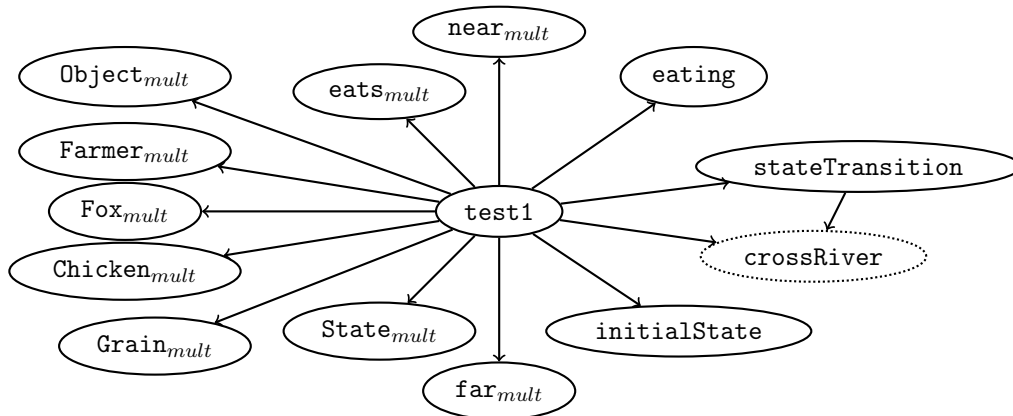 near_mult
Object_mult
eats_mult
eating
Farmer_mult
stateTransition
Fox_mult
test1
Chicken_mult
crossRiver
Grain_mult
State_mult
initialState
far_mult